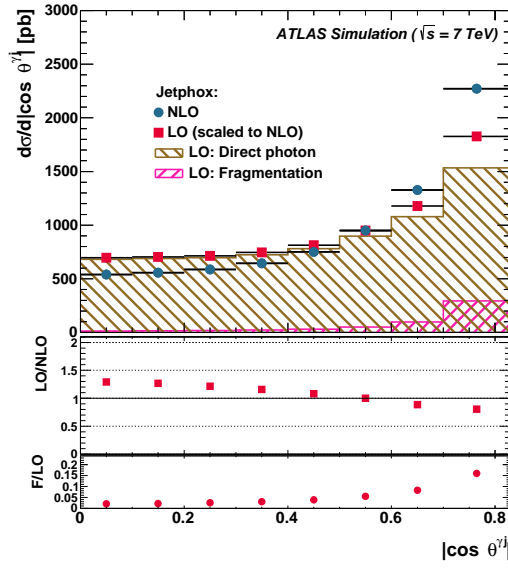 ATLAS Simulation ( √s = 7 TeV)
Jetphox:
NLO
LO (scaled to NLO)
LO: Direct photon
LO: Fragmentation
dσ/d|cos θ^γj| [pb]
3000
2500
2000
1500
1000
500
0
LO/NLO
2
1.5
1
0.5
0
F/LO
0.2
0.15
0.1
0.05
0
0 0.2 0.4 0.6 0.8
|cos θ^γj|